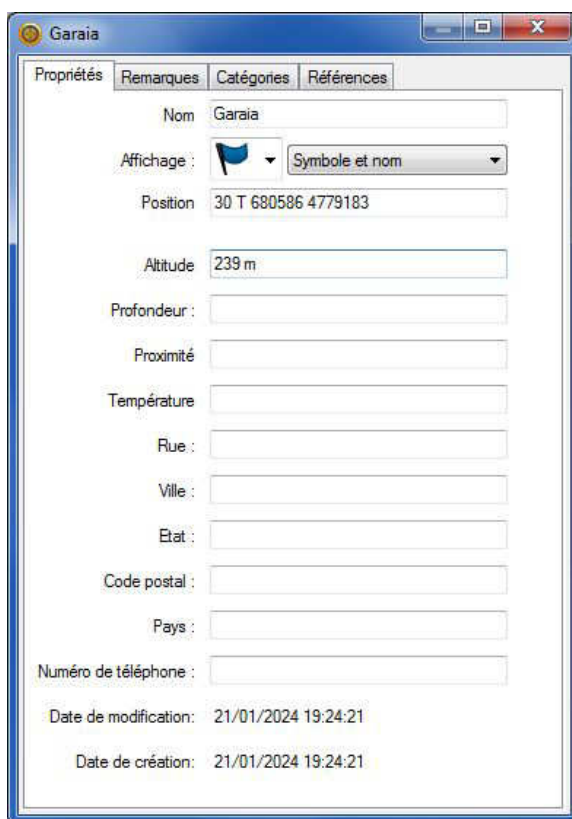 Garaia
Propriétés Remarques Catégories Références
Nom Garaia
Affichage : Symbole et nom
Position 30 T 680586 4779183
Altitude 239 m
Profondeur :
Proximité
Température
Rue :
Ville :
Etat :
Code postal :
Pays :
Numéro de téléphone :
Date de modification: 21/01/2024 19:24:21
Date de création: 21/01/2024 19:24:21